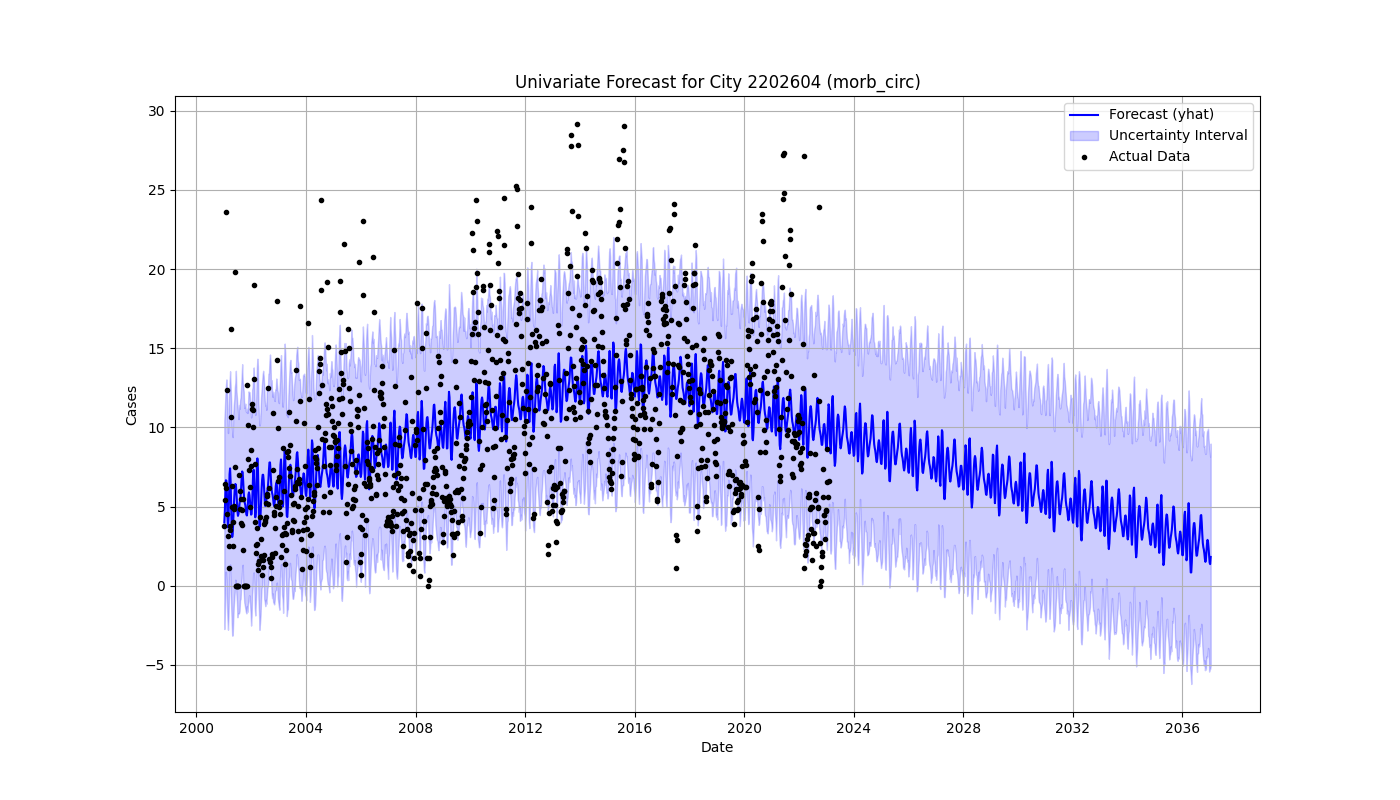 Univariate Forecast for City 2202604 (morb_circ)
Forecast (yhat)
Uncertainty Interval
Actual Data
Cases
30
25
20
15
10
5
0
−5
2000 2004 2008 2012 2016 2020 2024 2028 2032 2036
Date